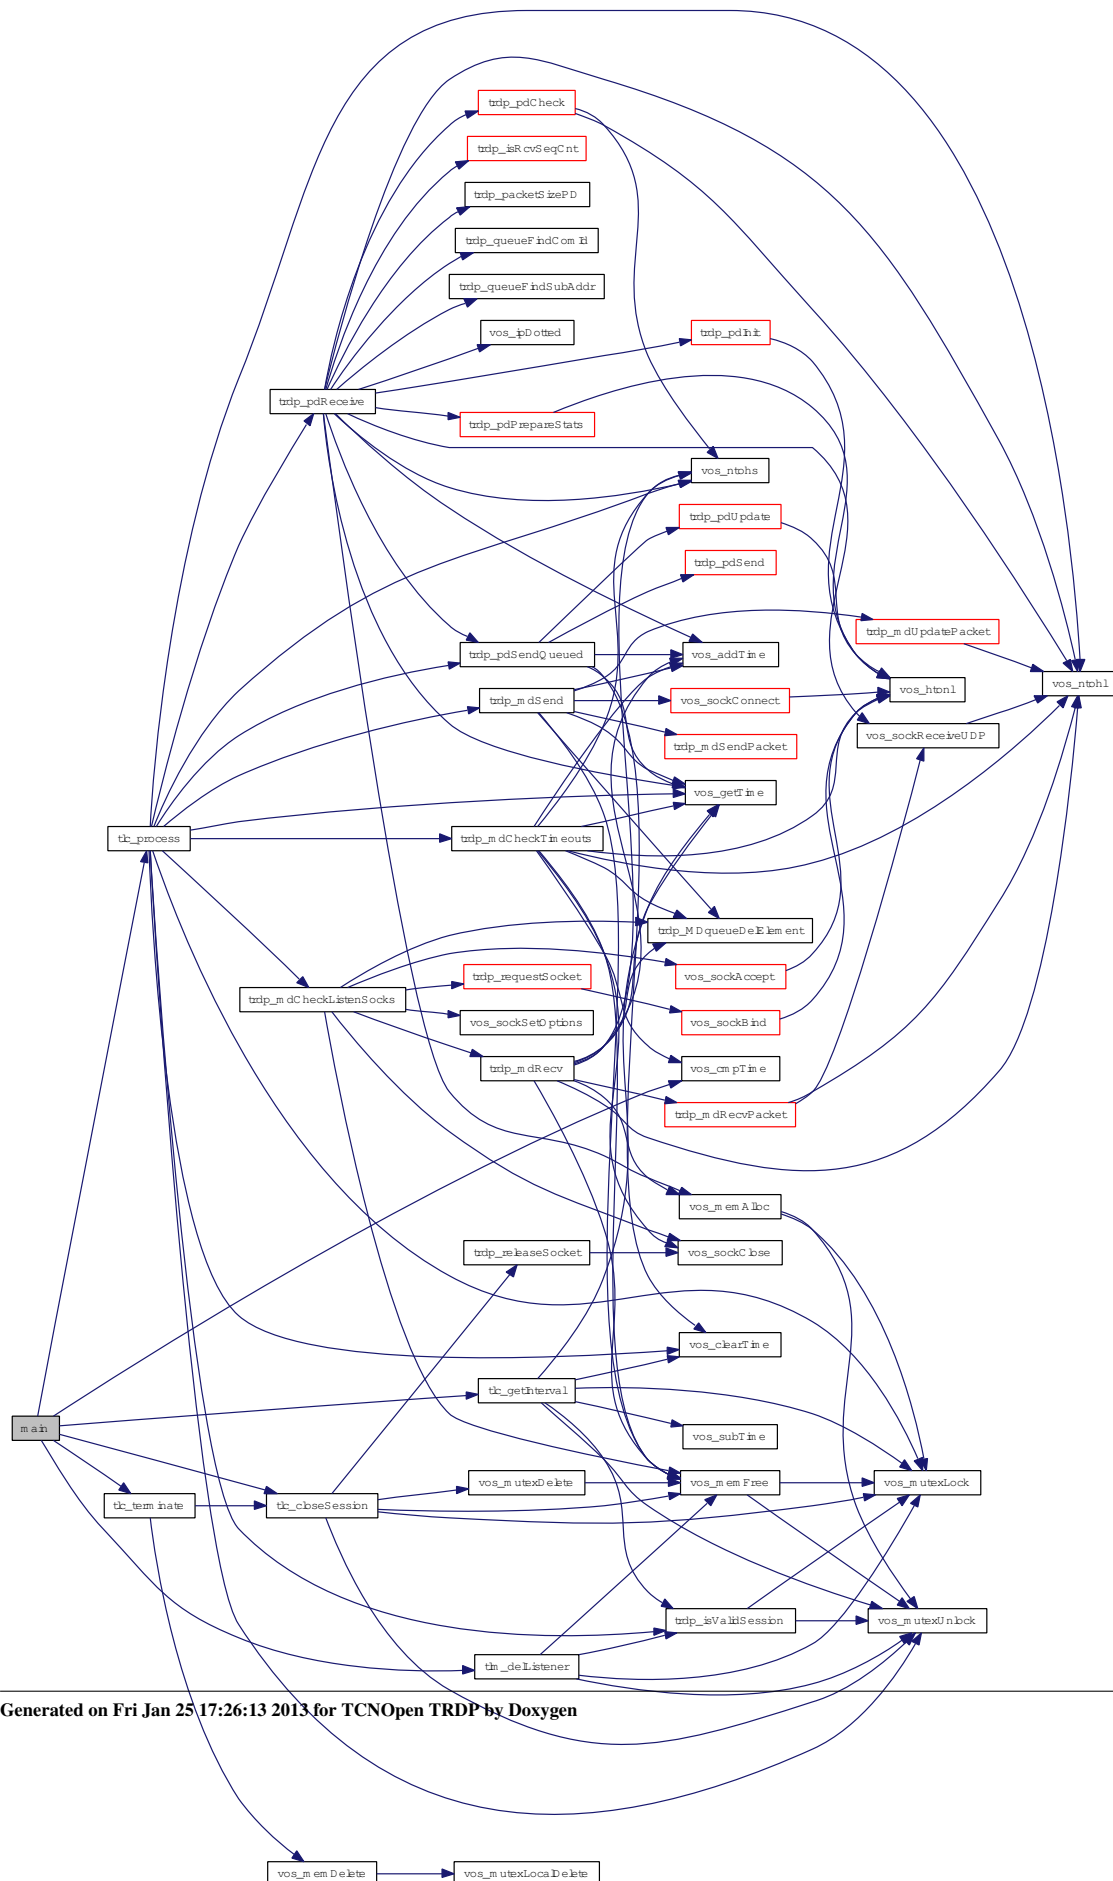 trdp_pdCheck
trdp_isRcvSeqCnt
trdp_packetSizePD
trdp_queueFindComId
trdp_queueFindSubAddr
vos_ipDotted
trdp_pdInit
trdp_pdReceive
trdp_pdPrepareStats
vos_ntohs
trdp_pdUpdate
trdp_pdSend
trdp_mdUpdatePacket
trdp_pdSendQueued
vos_addTime
vos_ntohl
vos_htonl
trdp_mdSend
vos_sockConnect
vos_sockReceiveUDP
trdp_mdSendPacket
vos_getTime
tlc_process
trdp_mdCheckTimeouts
trdp_MDqueueDelElement
trdp_requestSocket
vos_sockAccept
trdp_mdCheckListenSocks
vos_sockSetOptions
vos_sockBind
trdp_mdRecv
vos_cmpTime
trdp_mdRecvPacket
vos_memAlloc
trdp_releaseSocket
vos_sockClose
vos_clearTime
tlc_getInterval
main
vos_subTime
vos_mutexDelete
vos_memFree
vos_mutexLock
tlc_terminate
tlc_closeSession
trdp_isValidSession
vos_mutexUnlock
tlm_delListener
Generated on Fri Jan 25 17:26:13 2013 for TCNOpen TRDP by Doxygen
vos_memDelete
vos_mutexLocalDelete